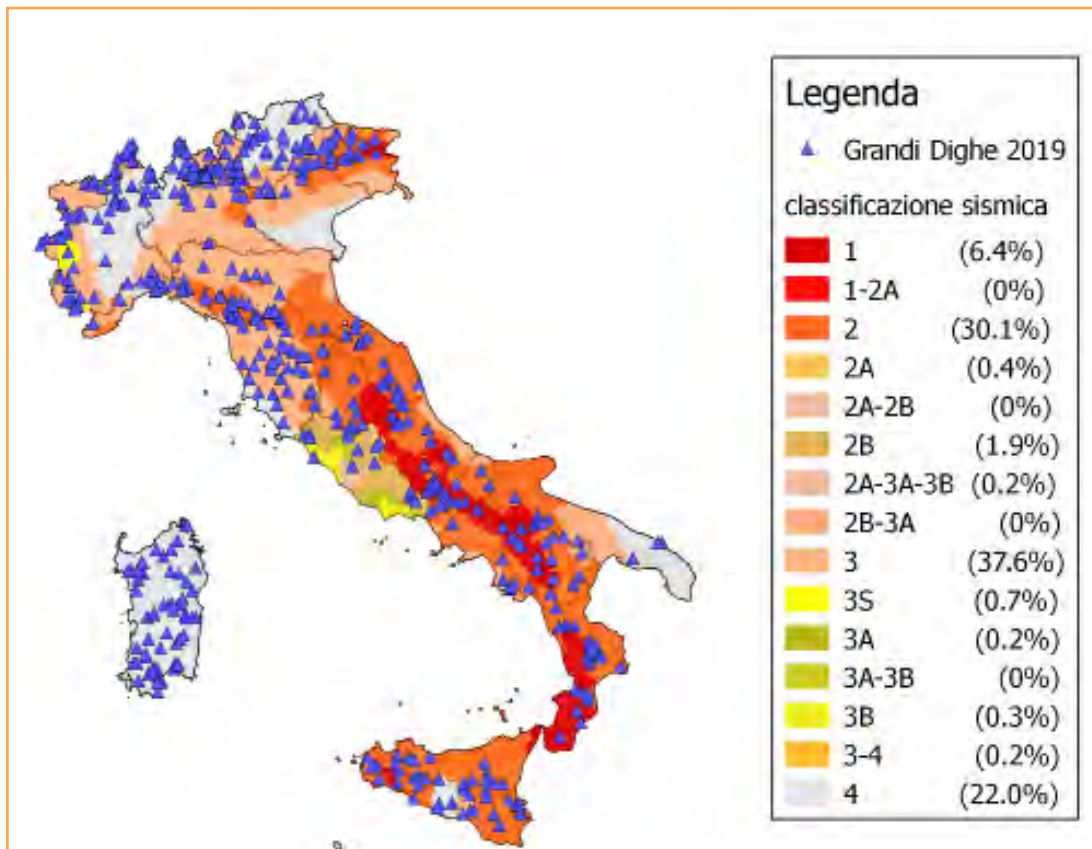 Legenda
Grandi Dighe 2019
classificazione sismica
1 (6.4%)
1-2A (0%)
2 (30.1%)
2A (0.4%)
2A-2B (0%)
2B (1.9%)
2A-3A-3B (0.2%)
2B-3A (0%)
3 (37.6%)
3S (0.7%)
3A (0.2%)
3A-3B (0%)
3B (0.3%)
3-4 (0.2%)
4 (22.0%)